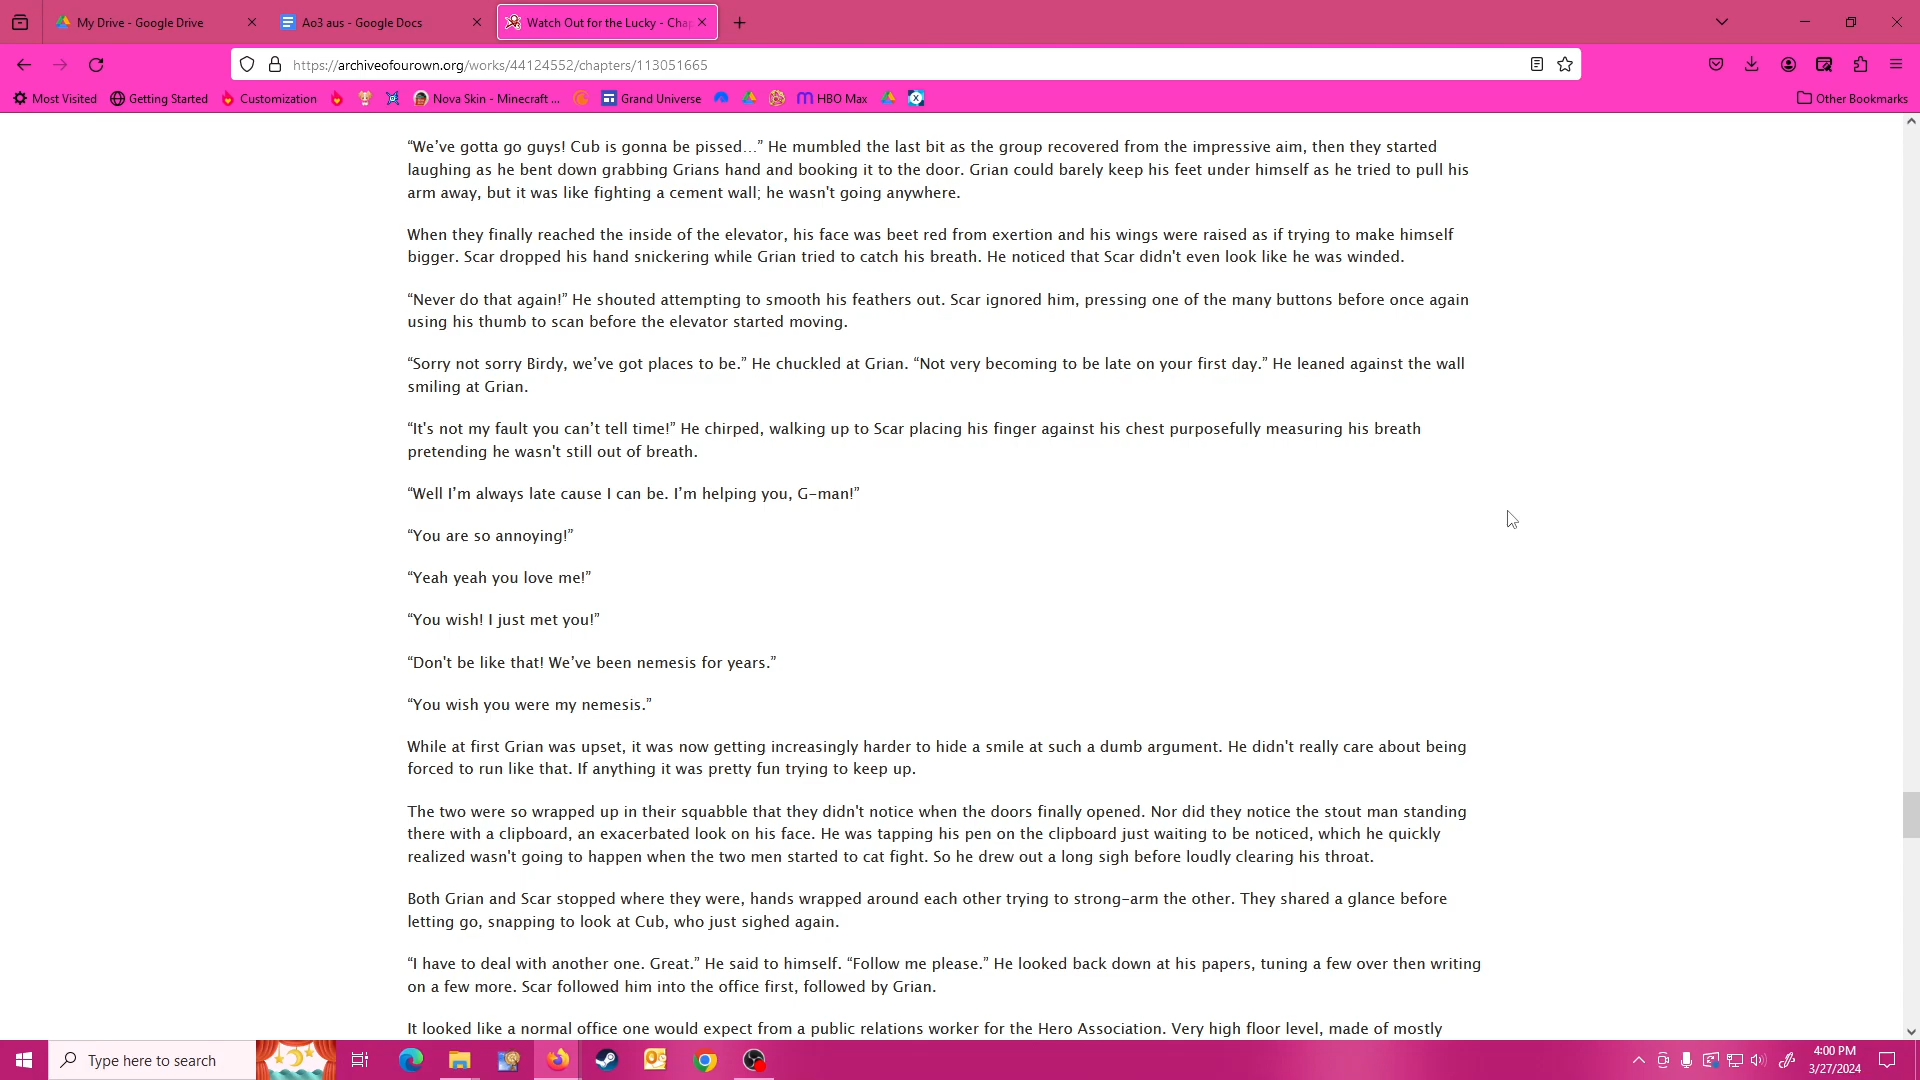 My Drive - Google Drive
Ao3 aus - Google Docs
Watch Out for the Lucky - Chap
https://archiveofourown.org/works/44124552/chapters/113051665
Most Visited
Getting Started
Customization
Nova Skin - Minecraft ...
Grand Universe
HBO Max
Other Bookmarks
“We’ve gotta go guys! Cub is gonna be pissed…” He mumbled the last bit as the group recovered from the impressive aim, then they started
laughing as he bent down grabbing Grians hand and booking it to the door. Grian could barely keep his feet under himself as he tried to pull his
arm away, but it was like fighting a cement wall; he wasn't going anywhere.
When they finally reached the inside of the elevator, his face was beet red from exertion and his wings were raised as if trying to make himself
bigger. Scar dropped his hand snickering while Grian tried to catch his breath. He noticed that Scar didn't even look like he was winded.
“Never do that again!” He shouted attempting to smooth his feathers out. Scar ignored him, pressing one of the many buttons before once again
using his thumb to scan before the elevator started moving.
“Sorry not sorry Birdy, we’ve got places to be.” He chuckled at Grian. “Not very becoming to be late on your first day.” He leaned against the wall
smiling at Grian.
“It's not my fault you can’t tell time!” He chirped, walking up to Scar placing his finger against his chest purposefully measuring his breath
pretending he wasn't still out of breath.
“Well I’m always late cause I can be. I’m helping you, G-man!”
“You are so annoying!”
“Yeah yeah you love me!”
“You wish! I just met you!”
“Don't be like that! We’ve been nemesis for years.”
“You wish you were my nemesis.”
While at first Grian was upset, it was now getting increasingly harder to hide a smile at such a dumb argument. He didn't really care about being
forced to run like that. If anything it was pretty fun trying to keep up.
The two were so wrapped up in their squabble that they didn't notice when the doors finally opened. Nor did they notice the stout man standing
there with a clipboard, an exacerbated look on his face. He was tapping his pen on the clipboard just waiting to be noticed, which he quickly
realized wasn't going to happen when the two men started to cat fight. So he drew out a long sigh before loudly clearing his throat.
Both Grian and Scar stopped where they were, hands wrapped around each other trying to strong-arm the other. They shared a glance before
letting go, snapping to look at Cub, who just sighed again.
“I have to deal with another one. Great.” He said to himself. “Follow me please.” He looked back down at his papers, tuning a few over then writing
on a few more. Scar followed him into the office first, followed by Grian.
It looked like a normal office one would expect from a public relations worker for the Hero Association. Very high floor level, made of mostly
Type here to search
4:00 PM
3/27/2024